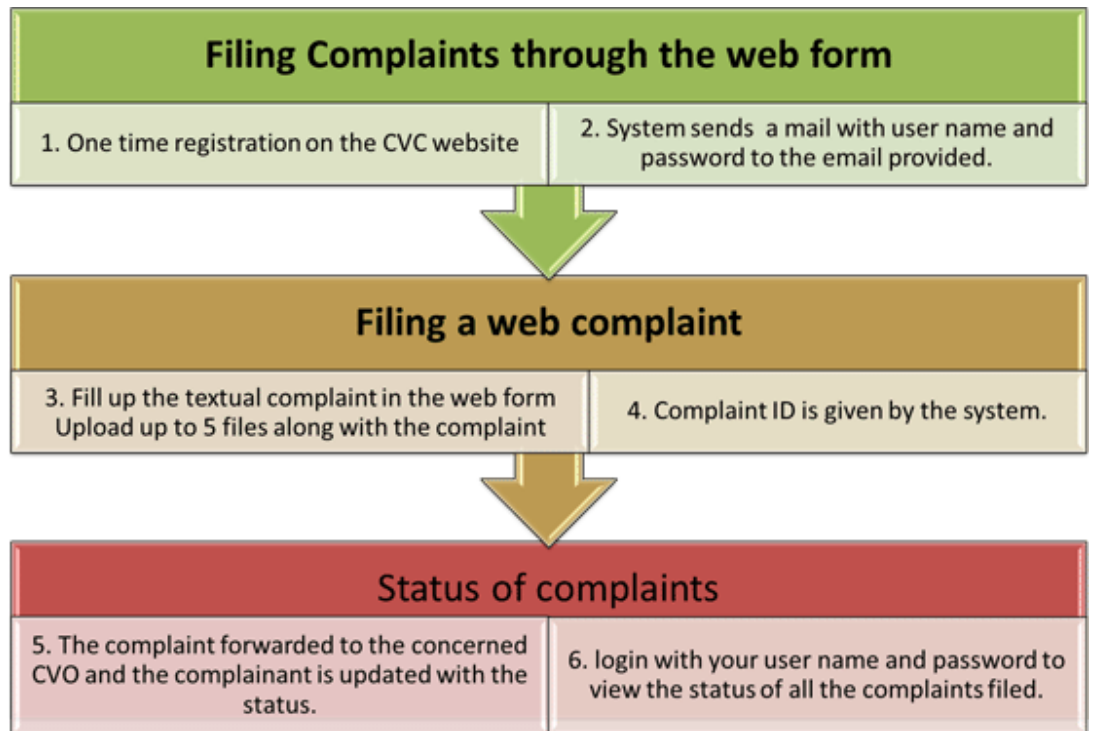 Filing Complaints through the web form
1. One time registration on the CVC website
2. System sends a mail with user name and
password to the email provided.
Filing a web complaint
3. Fill up the textual complaint in the web form
Upload up to 5 files along with the complaint
4. Complaint ID is given by the system.
Status of complaints
5. The complaint forwarded to the concerned
CVO and the complainant is updated with the
status.
6. login with your user name and password to
view the status of all the complaints filed.